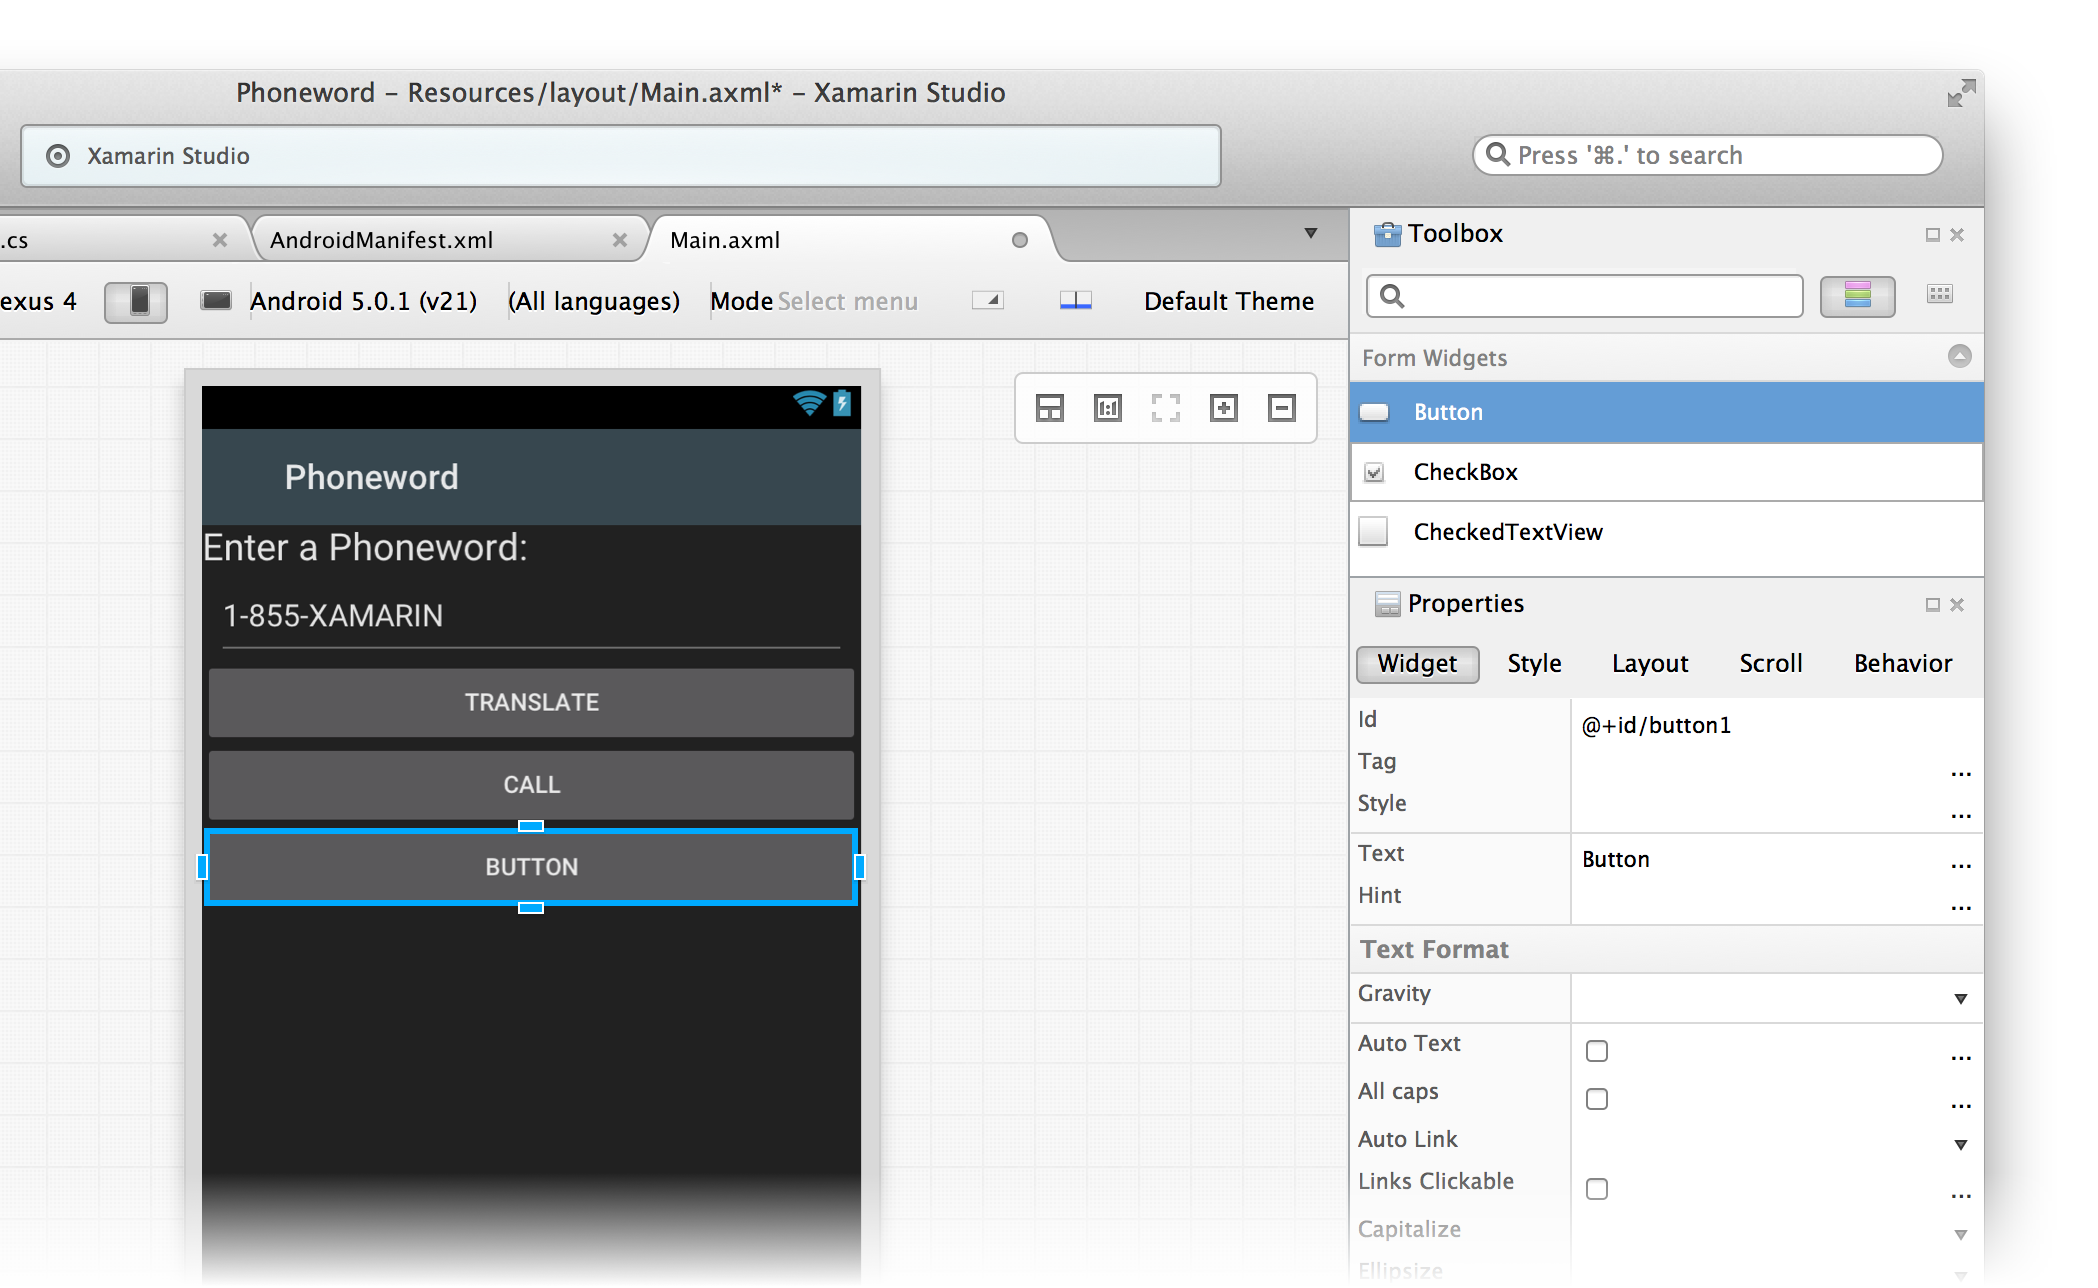 Phoneword – Resources/layout/Main.axml* – Xamarin Studio
Xamarin Studio
Press '⌘.' to search
.cs
AndroidManifest.xml
Main.axml
exus 4
Android 5.0.1 (v21)
(All languages)
Mode Select menu
Default Theme
Phoneword
Enter a Phoneword:
1-855-XAMARIN
TRANSLATE
CALL
BUTTON
Toolbox
Form Widgets
Button
CheckBox
CheckedTextView
Properties
Widget Style Layout Scroll Behavior
Id @+id/button1
Tag ...
Style ...
Text Button ...
Hint ...
Text Format
Gravity
Auto Text ...
All caps ...
Auto Link
Links Clickable ...
Capitalize
Ellipsize